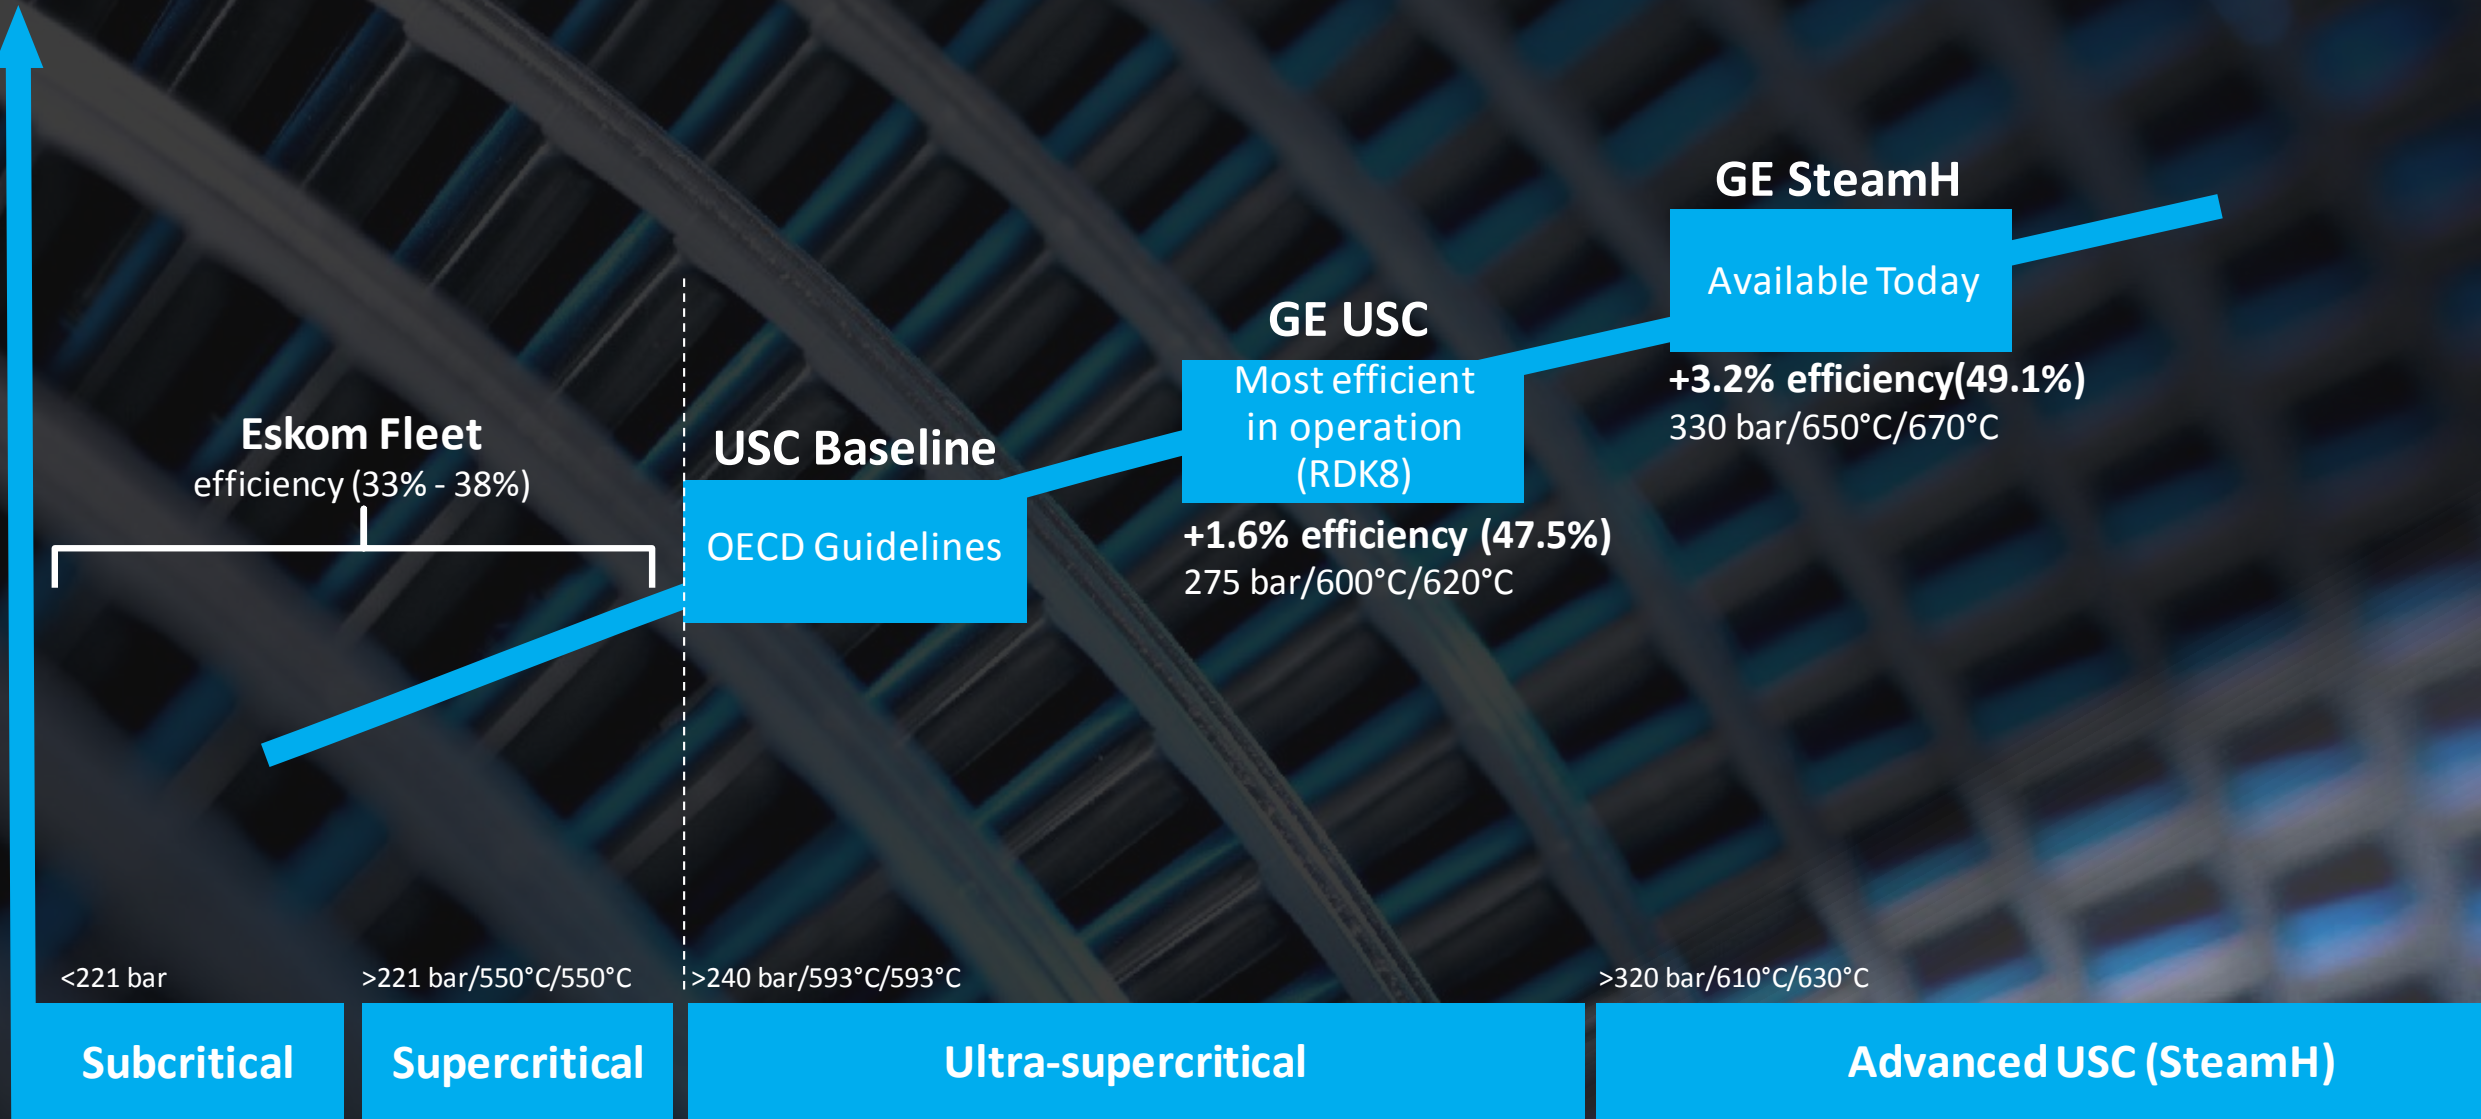 GE SteamH
Available Today
+3.2% efficiency(49.1%)
330 bar/650°C/670°C
GE USC
Most efficient
in operation
(RDK8)
+1.6% efficiency (47.5%)
275 bar/600°C/620°C
USC Baseline
OECD Guidelines
Eskom Fleet
efficiency (33% - 38%)
<221 bar
>221 bar/550°C/550°C
>240 bar/593°C/593°C
>320 bar/610°C/630°C
Subcritical
Supercritical
Ultra-supercritical
Advanced USC (SteamH)